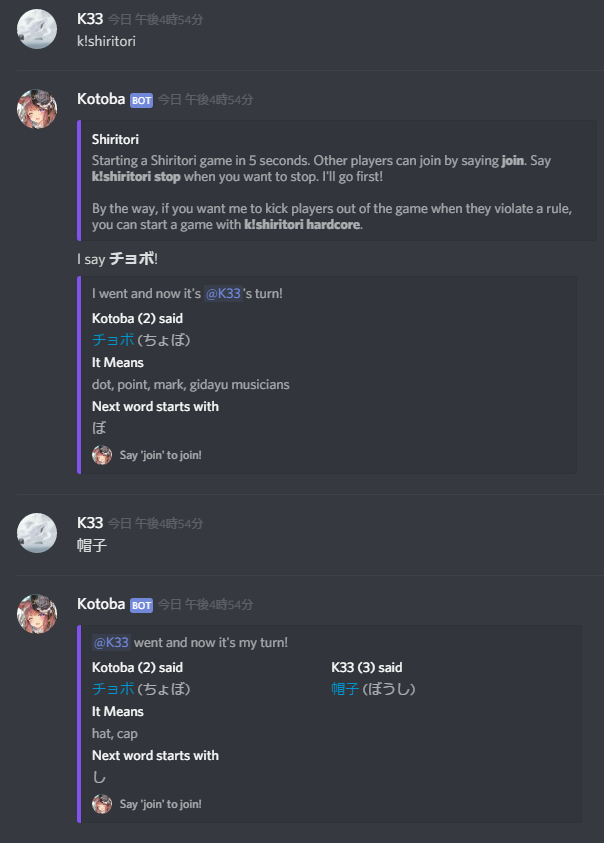 K33 今日 午後4時54分
k!shiritori
Kotoba BOT 今日 午後4時54分
Shiritori
Starting a Shiritori game in 5 seconds. Other players can join by saying join. Say
k!shiritori stop when you want to stop. I'll go first!
By the way, if you want me to kick players out of the game when they violate a rule,
you can start a game with k!shiritori hardcore.
I say チョボ!
I went and now it's @K33's turn!
Kotoba (2) said
チョボ (ちょぼ)
It Means
dot, point, mark, gidayu musicians
Next word starts with
ぼ
Say 'join' to join!
K33 今日 午後4時54分
帽子
Kotoba BOT 今日 午後4時54分
@K33 went and now it's my turn!
Kotoba (2) said K33 (3) said
チョボ (ちょぼ) 帽子 (ぼうし)
It Means
hat, cap
Next word starts with
し
Say 'join' to join!